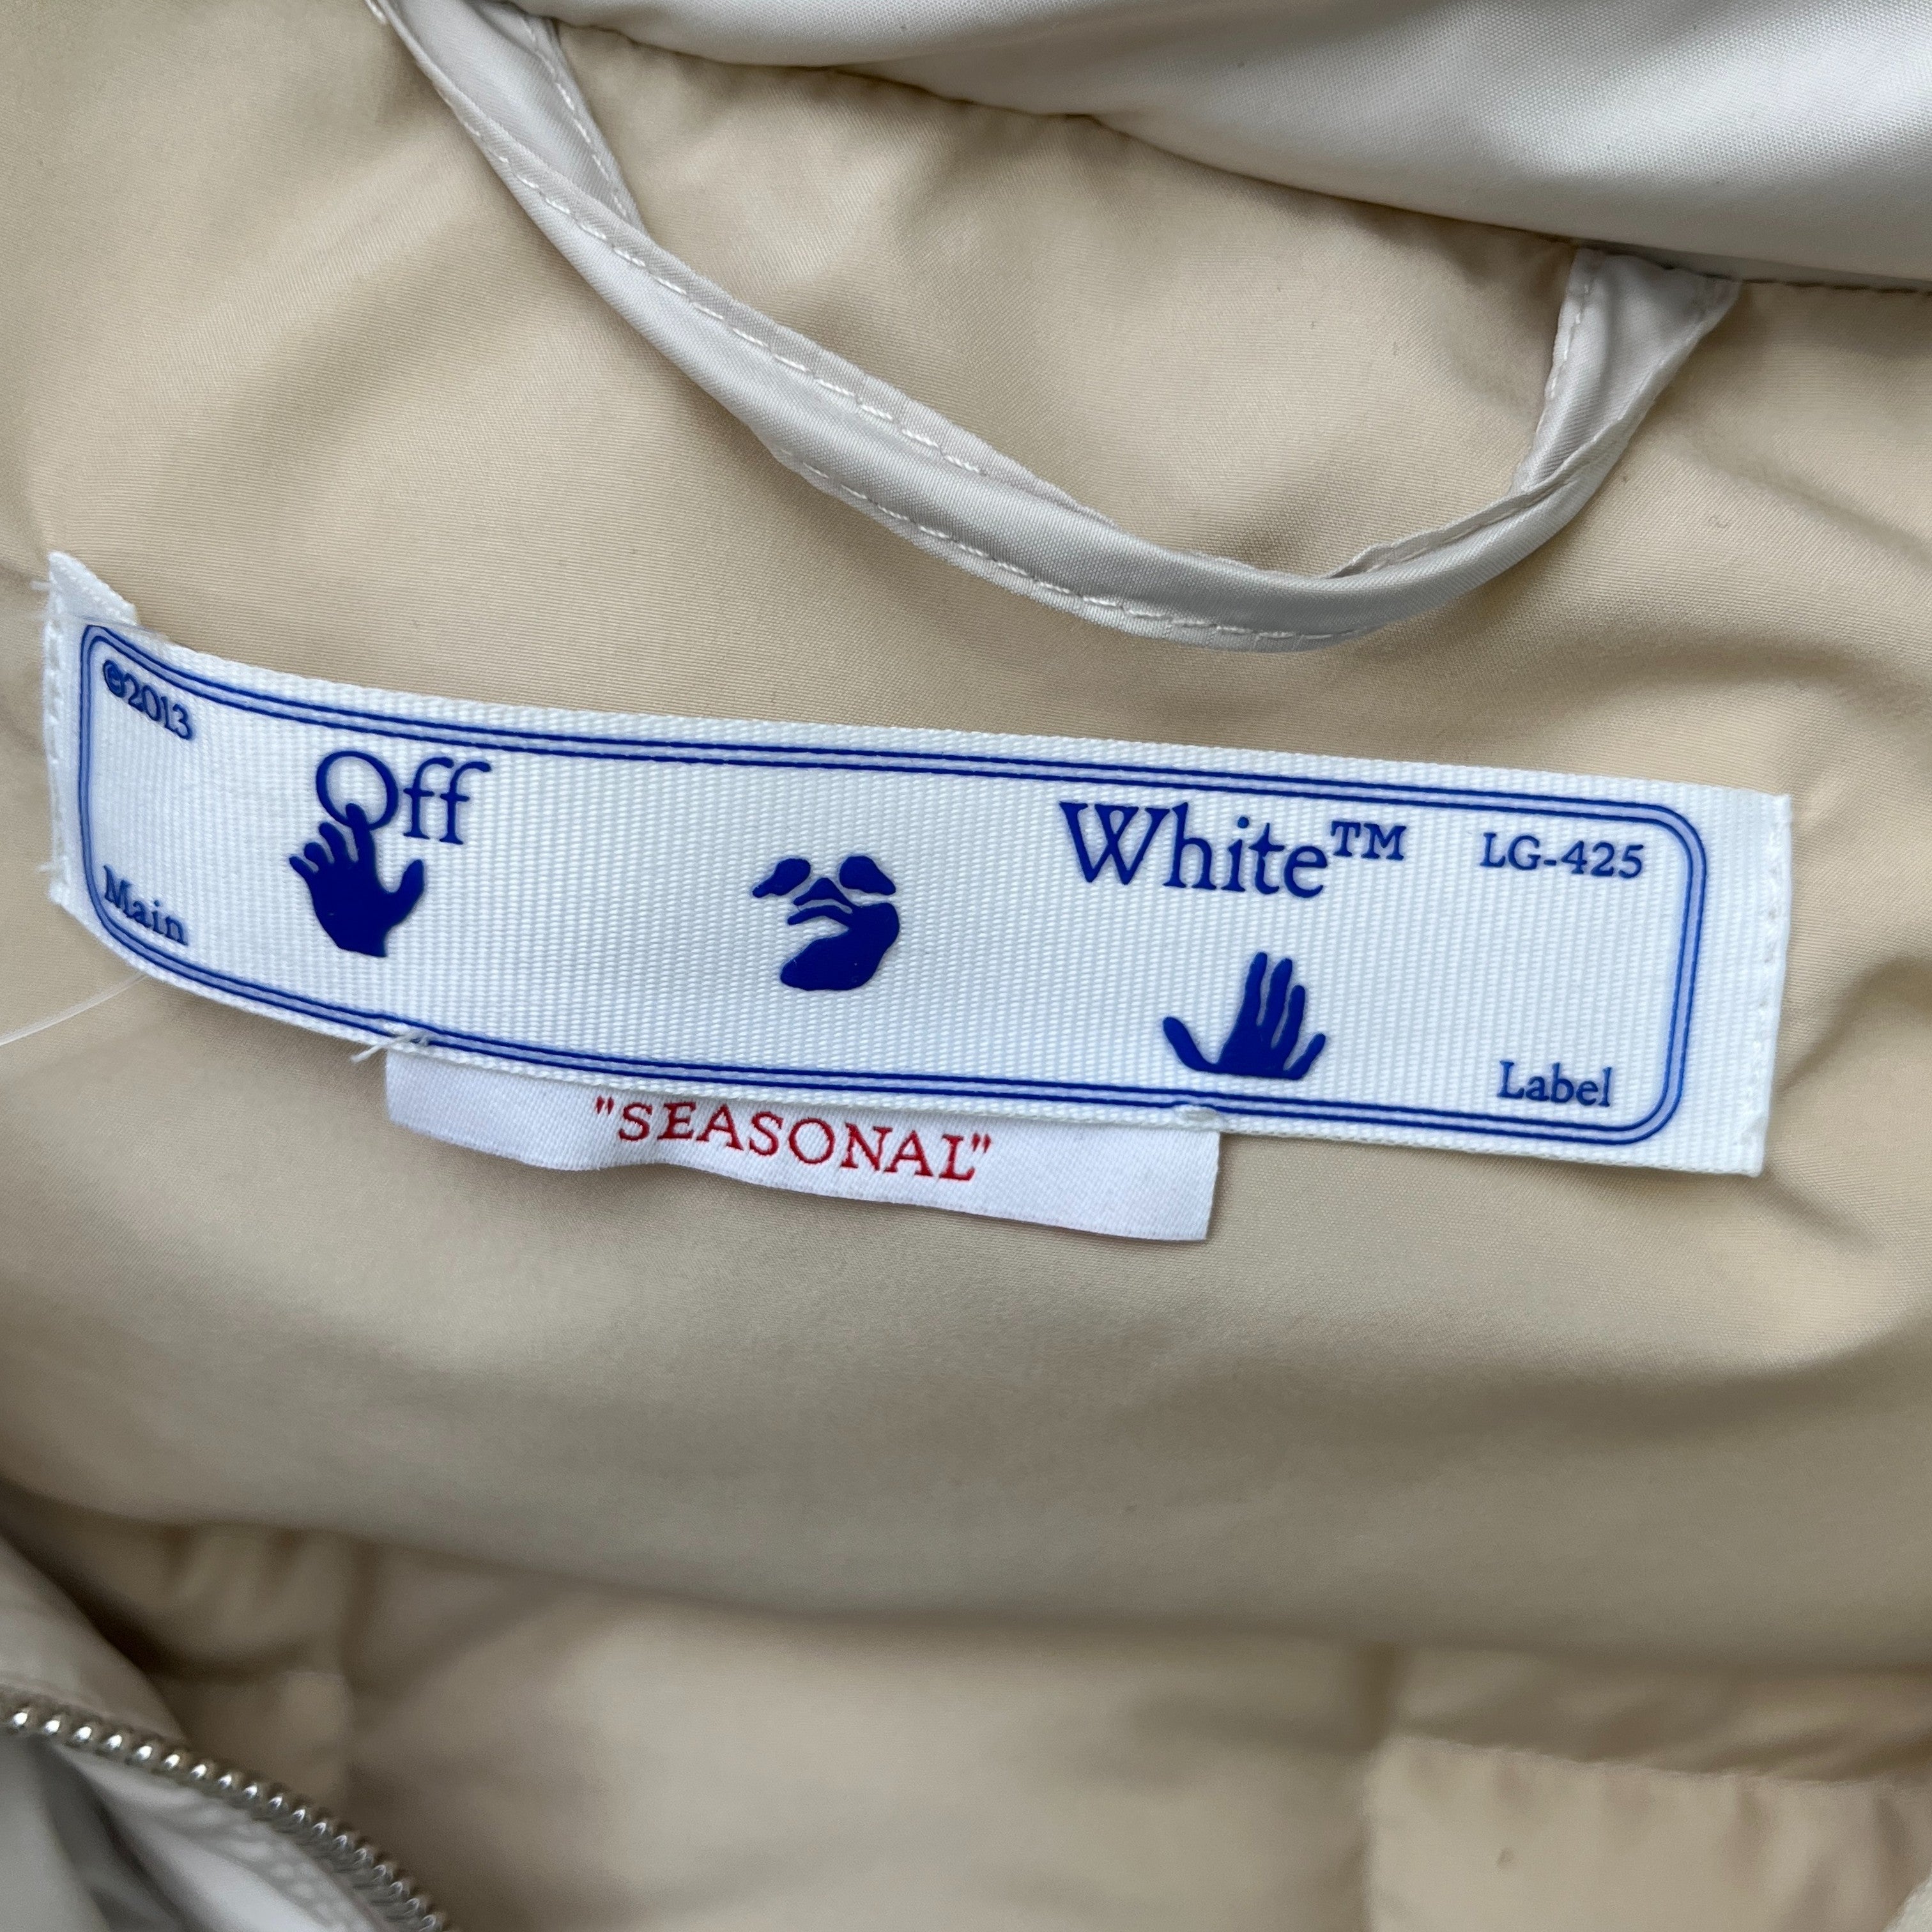 ©2013
Off
White™
LG-425
Main
Label
"SEASONAL"